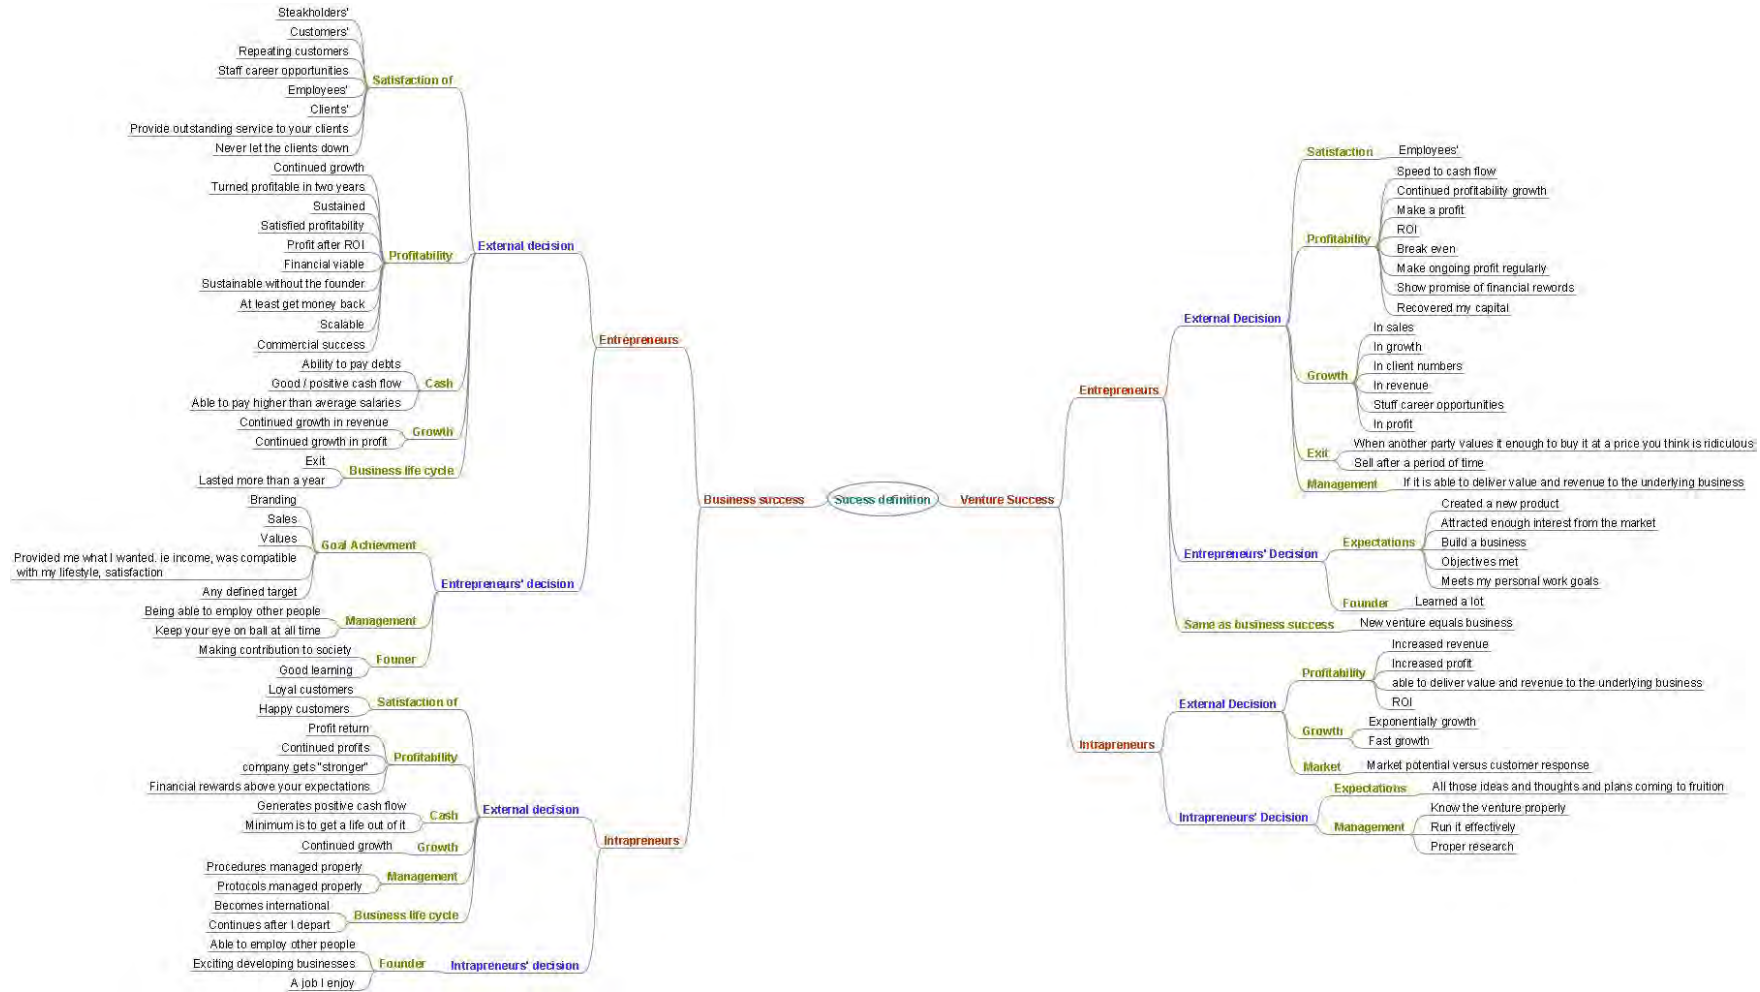 Steakholders'
Customers'
Repeating customers
Staff career opportunities
Employees'
Clients'
Provide outstanding service to your clients
Never let the clients down
Satisfaction of
Continued growth
Turned profitable in two years
Sustained
Satisfied profitability
Profit after ROI
Financial viable
Sustainable without the founder
At least get money back
Scalable
Commercial success
Profitability
Ability to pay debts
Good / positive cash flow
Able to pay higher than average salaries
Cash
Continued growth in revenue
Continued growth in profit
Growth
Exit
Lasted more than a year
Business life cycle
External decision
Branding
Sales
Values
Provided me what I wanted. ie income, was compatible
with my lifestyle, satisfaction
Any defined target
Goal Achievment
Being able to employ other people
Keep your eye on ball at all time
Management
Making contribution to society
Good learning
Founer
Entrepreneurs' decision
Entrepreneurs
Loyal customers
Happy customers
Satisfaction of
Profit return
Continued profits
company gets "stronger"
Financial rewards above your expectations
Profitability
Generates positive cash flow
Minimum is to get a life out of it
Cash
Continued growth
Growth
Procedures managed properly
Protocols managed properly
Management
Becomes international
Continues after I depart
Business life cycle
External decision
Able to employ other people
Exciting developing businesses
A job I enjoy
Founder
Intrapreneurs' decision
Intrapreneurs
Business success
Sucess definition
Venture Success
Entrepreneurs
External Decision
Satisfaction
Employees'
Profitability
Speed to cash flow
Continued profitability growth
Make a profit
ROI
Break even
Make ongoing profit regularly
Show promise of financial rewords
Recovered my capital
Growth
In sales
In growth
In client numbers
In revenue
Stuff career opportunities
In profit
Exit
When another party values it enough to buy it at a price you think is ridiculous
Sell after a period of time
Management
If it is able to deliver value and revenue to the underlying business
Entrepreneurs' Decision
Expectations
Created a new product
Attracted enough interest from the market
Build a business
Objectives met
Meets my personal work goals
Founder
Learned a lot
Same as business success
New venture equals business
Intrapreneurs
External Decision
Profitability
Increased revenue
Increased profit
able to deliver value and revenue to the underlying business
ROI
Growth
Exponentially growth
Fast growth
Market
Market potential versus customer response
Intrapreneurs' Decision
Expectations
All those ideas and thoughts and plans coming to fruition
Management
Know the venture properly
Run it effectively
Proper research